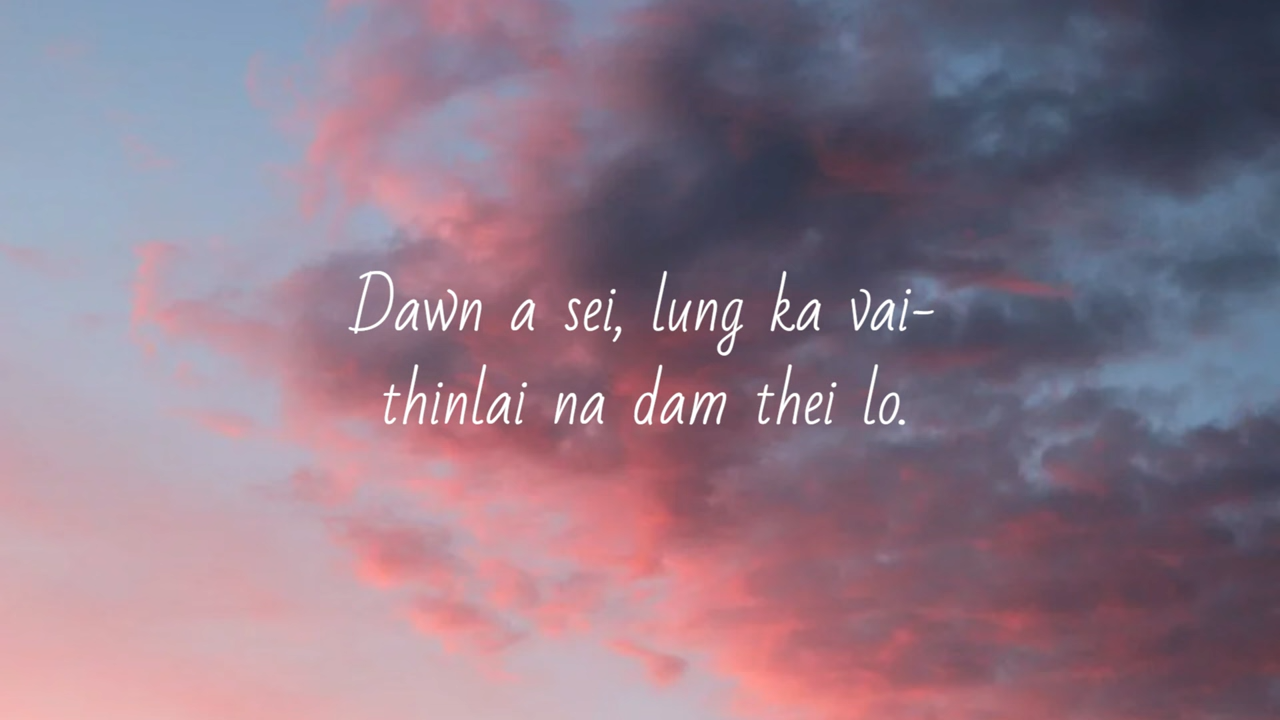 Dawn a sei, lung ka vai-
thinlai na dam thei lo.